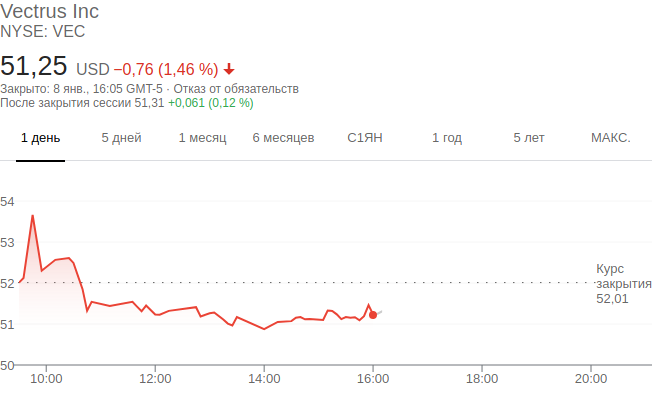 Vectrus Inc
NYSE: VEC
51,25 USD −0,76 (1,46 %)
Закрыто: 8 янв., 16:05 GMT-5 · Отказ от обязательств
После закрытия сессии 51,31 +0,061 (0,12 %)
1 день 5 дней 1 месяц 6 месяцев С1ЯН 1 год 5 лет МАКС.
54
53
52
51
50
Курс
закрытия
52,01
10:00 12:00 14:00 16:00 18:00 20:00